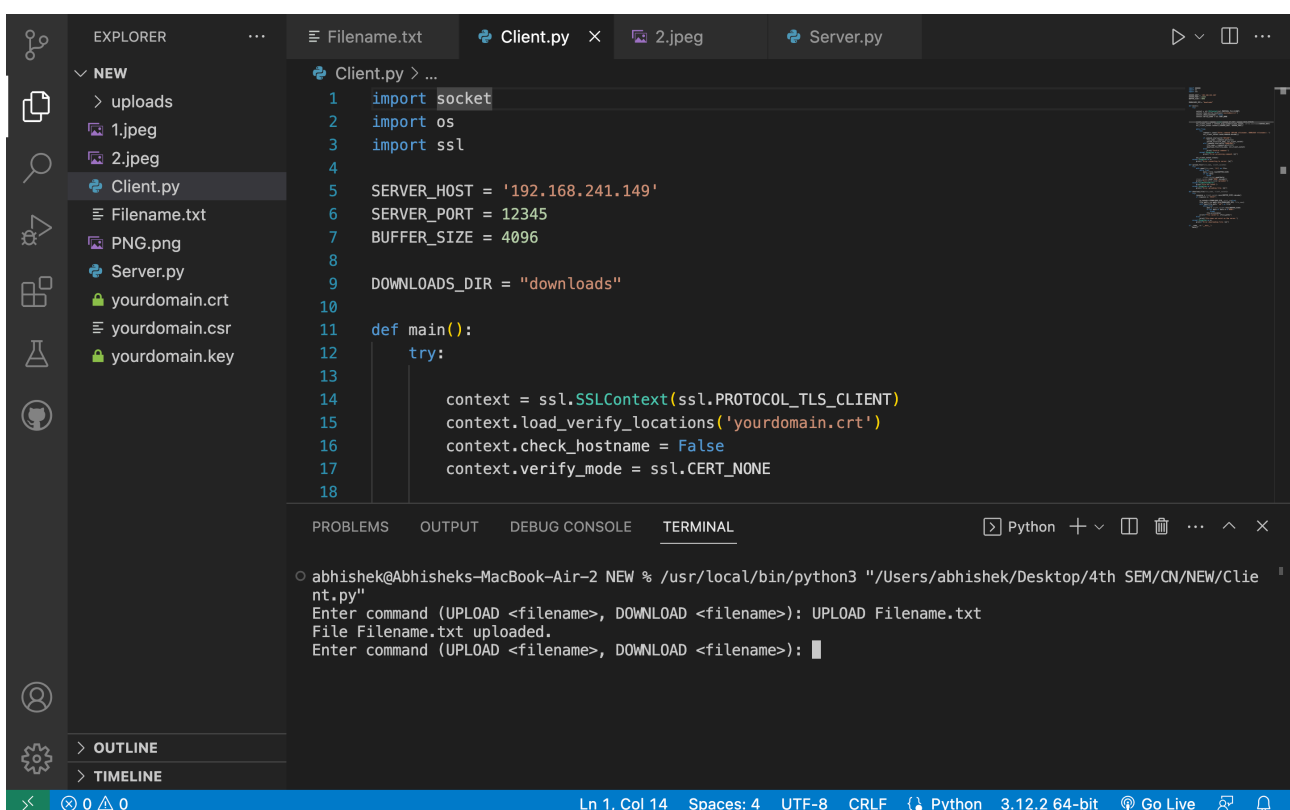 EXPLORER
NEW
uploads
1.jpeg
2.jpeg
Client.py
Filename.txt
PNG.png
Server.py
yourdomain.crt
yourdomain.csr
yourdomain.key
OUTLINE
TIMELINE
Filename.txt Client.py 2.jpeg Server.py
Client.py > ...
1 import socket
2 import os
3 import ssl
4
5 SERVER_HOST = '192.168.241.149'
6 SERVER_PORT = 12345
7 BUFFER_SIZE = 4096
8
9 DOWNLOADS_DIR = "downloads"
10
11 def main():
12 try:
13
14 context = ssl.SSLContext(ssl.PROTOCOL_TLS_CLIENT)
15 context.load_verify_locations('yourdomain.crt')
16 context.check_hostname = False
17 context.verify_mode = ssl.CERT_NONE
18
PROBLEMS OUTPUT DEBUG CONSOLE TERMINAL Python
abhishek@Abhisheks-MacBook-Air-2 NEW % /usr/local/bin/python3 "/Users/abhishek/Desktop/4th SEM/CN/NEW/Clie
nt.py"
Enter command (UPLOAD <filename>, DOWNLOAD <filename>): UPLOAD Filename.txt
File Filename.txt uploaded.
Enter command (UPLOAD <filename>, DOWNLOAD <filename>):
0 0 Ln 1, Col 14 Spaces: 4 UTF-8 CRLF Python 3.12.2 64-bit Go Live